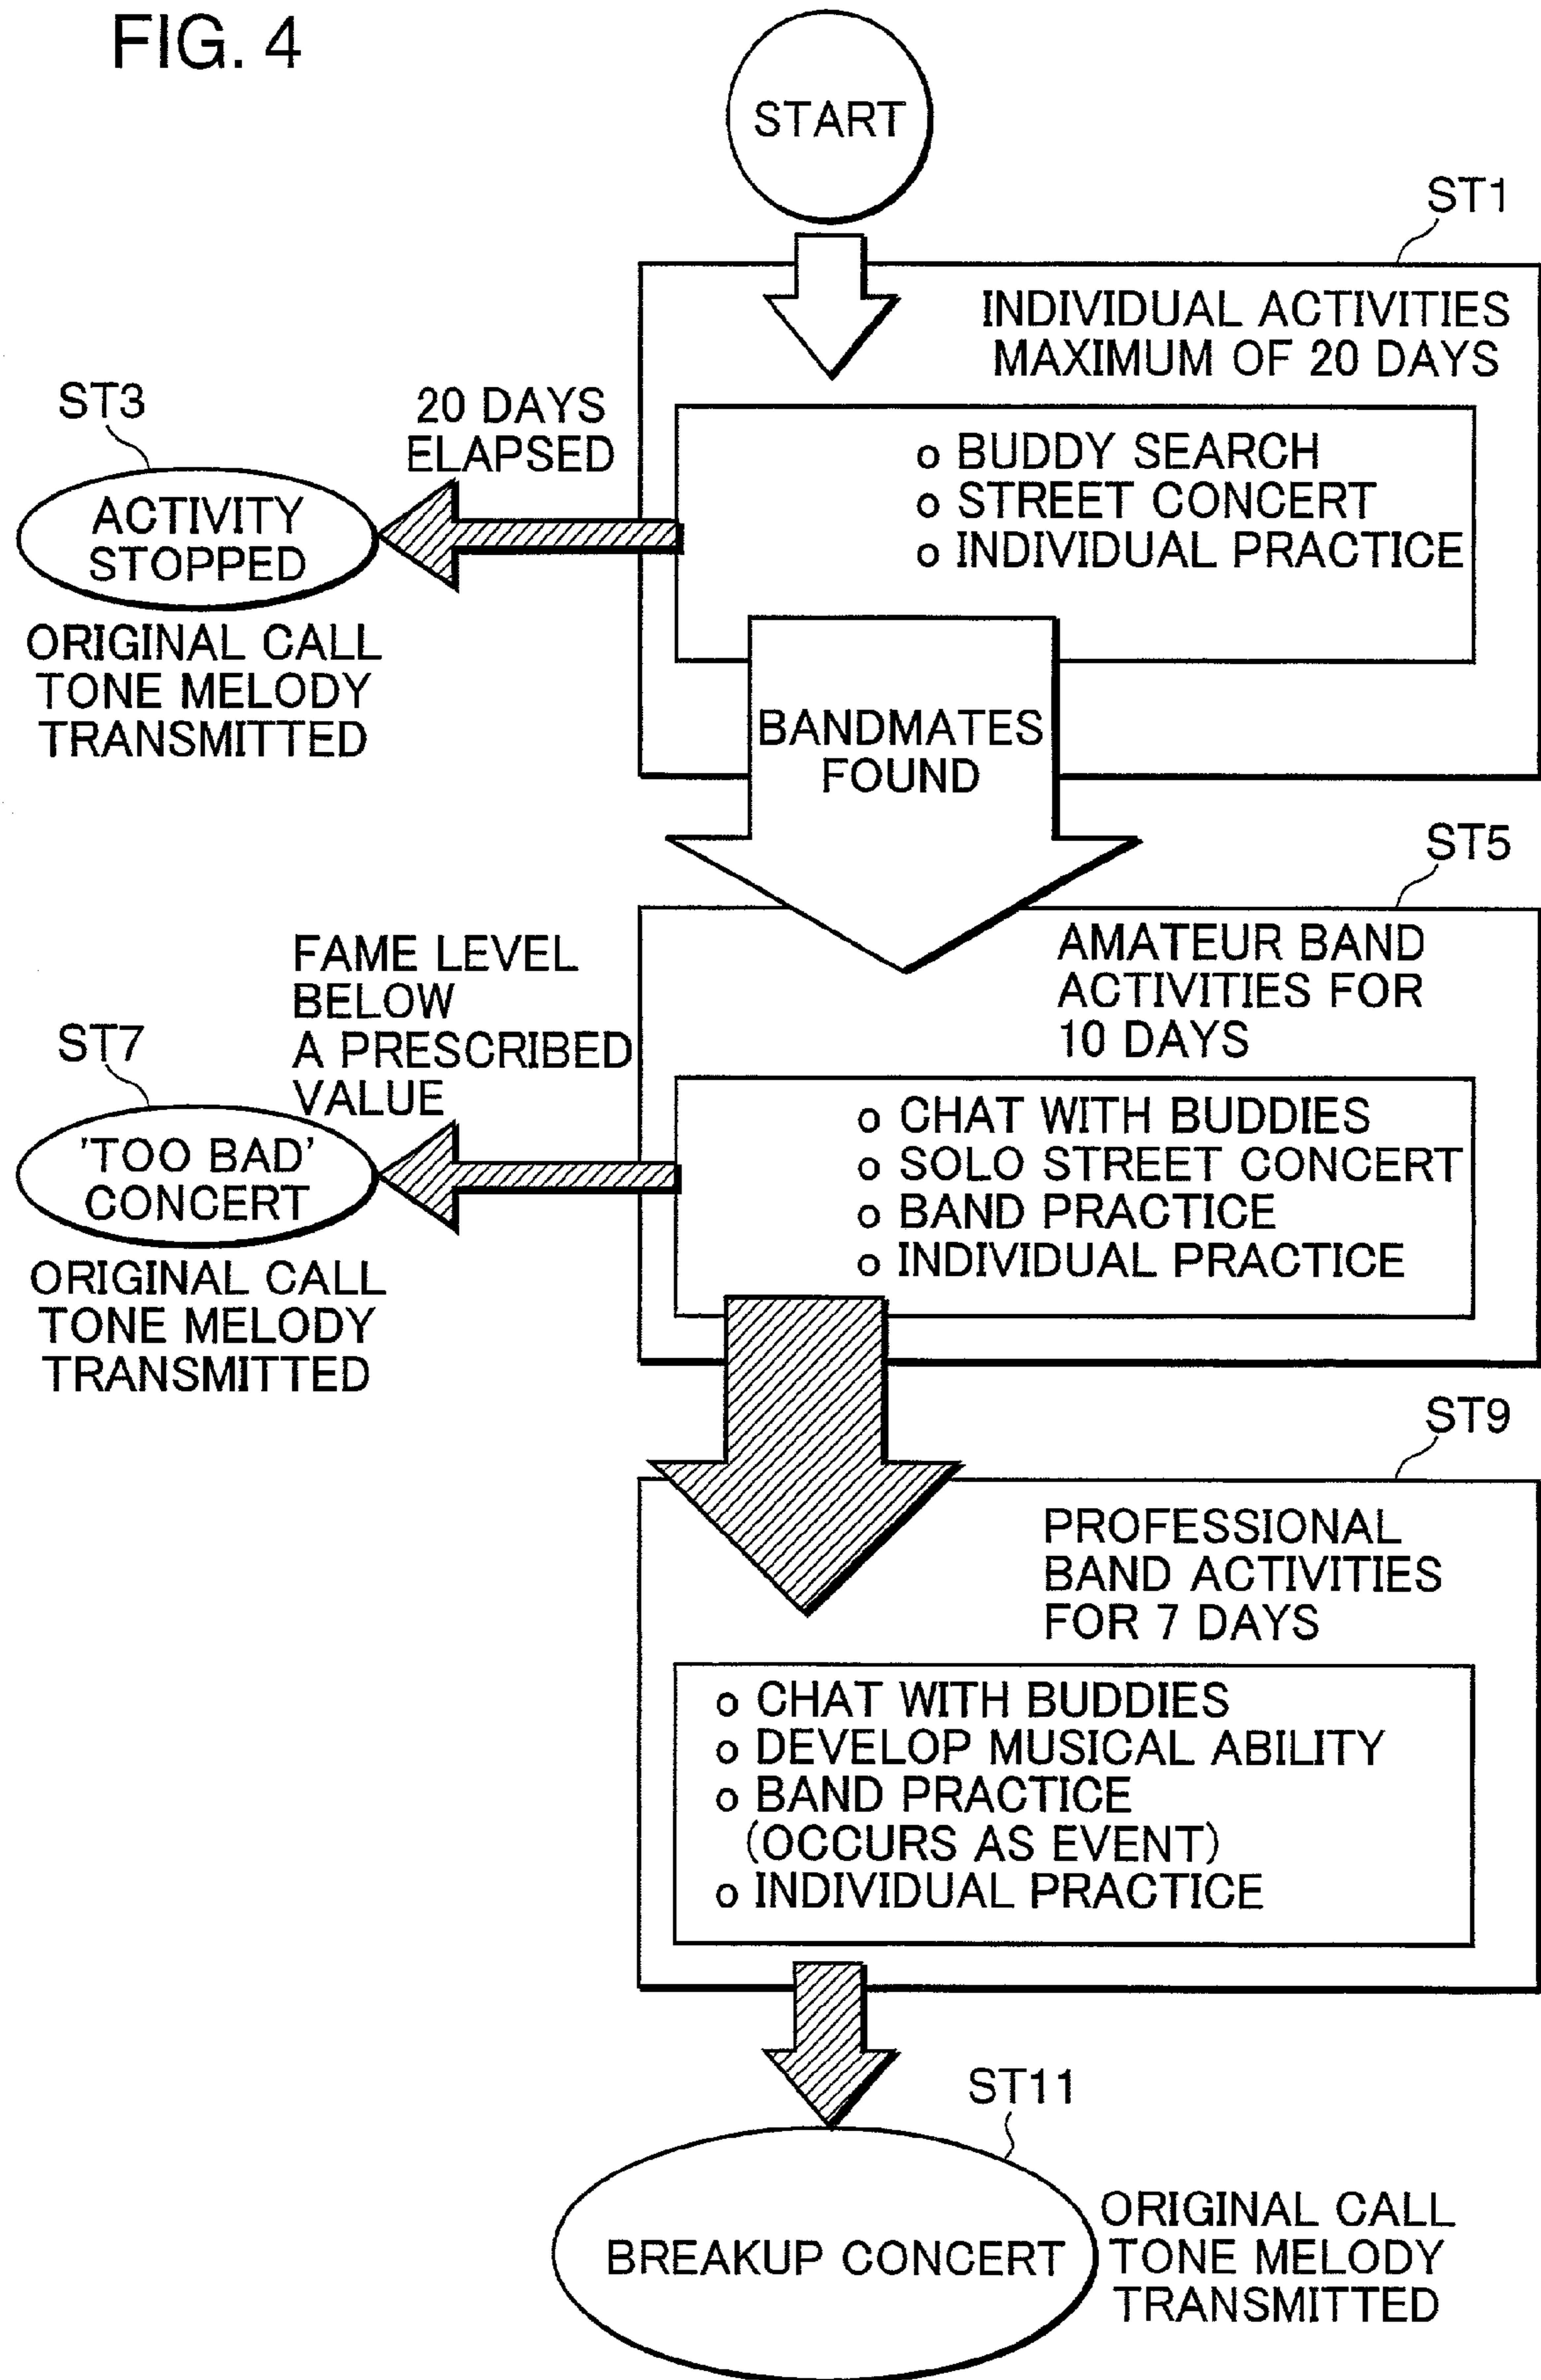 FIG. 4
START
ST1
INDIVIDUAL ACTIVITIES
MAXIMUM OF 20 DAYS
o BUDDY SEARCH
o STREET CONCERT
o INDIVIDUAL PRACTICE
20 DAYS
ELAPSED
ST3
ACTIVITY
STOPPED
ORIGINAL CALL
TONE MELODY
TRANSMITTED
BANDMATES
FOUND
ST5
AMATEUR BAND
ACTIVITIES FOR
10 DAYS
o CHAT WITH BUDDIES
o SOLO STREET CONCERT
o BAND PRACTICE
o INDIVIDUAL PRACTICE
FAME LEVEL
BELOW
A PRESCRIBED
VALUE
ST7
'TOO BAD'
CONCERT
ORIGINAL CALL
TONE MELODY
TRANSMITTED
ST9
PROFESSIONAL
BAND ACTIVITIES
FOR 7 DAYS
o CHAT WITH BUDDIES
o DEVELOP MUSICAL ABILITY
o BAND PRACTICE
(OCCURS AS EVENT)
o INDIVIDUAL PRACTICE
ST11
BREAKUP CONCERT
ORIGINAL CALL
TONE MELODY
TRANSMITTED